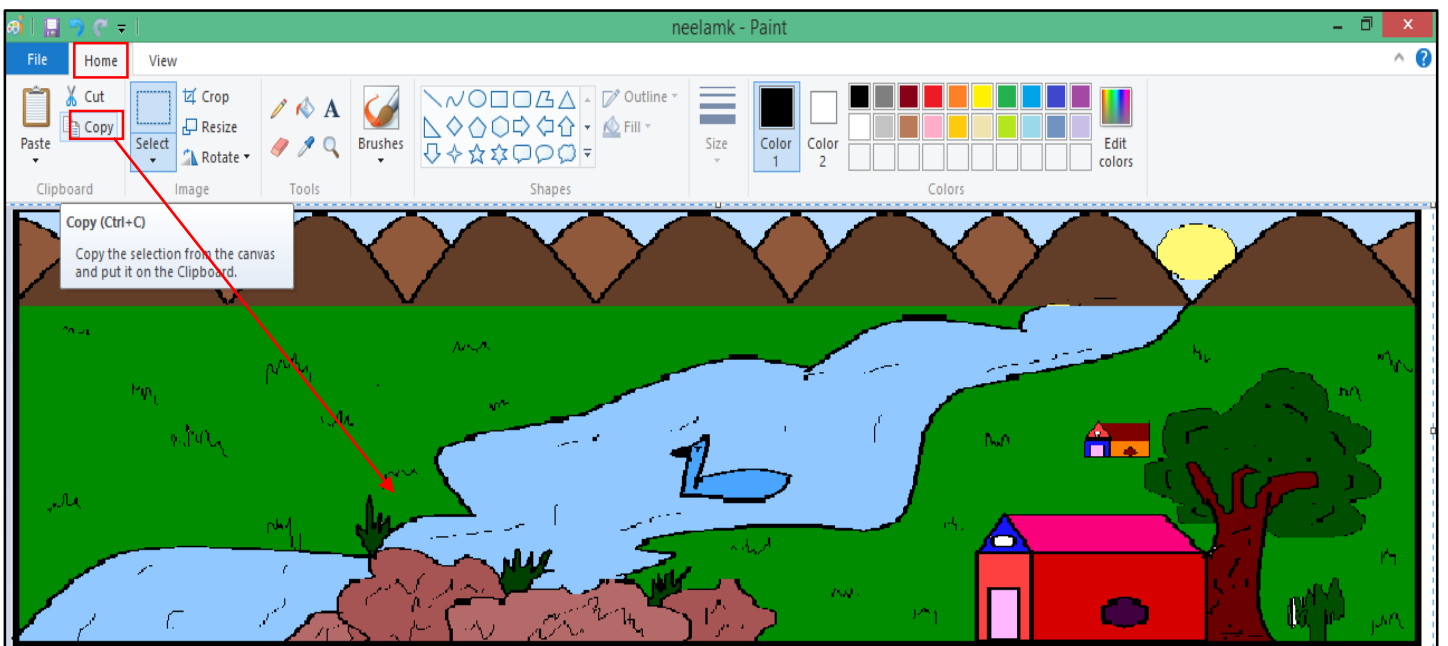 neelamk - Paint
File Home View
Cut
Copy
Paste
Select
Crop
Resize
Rotate
A
Brushes
Outline
Fill
Size
Color
1
Color
2
Edit
colors
Clipboard Image Tools Shapes Colors
Copy (Ctrl+C)
Copy the selection from the canvas
and put it on the Clipboard.